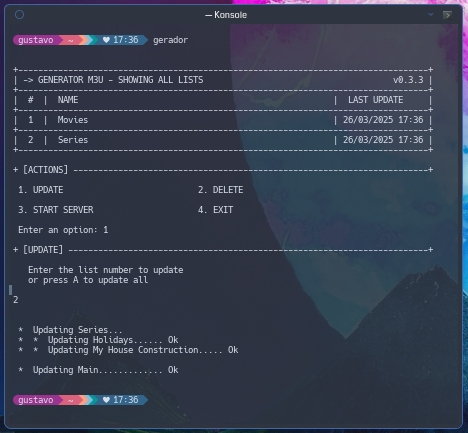 — Konsole
gustavo ~ ♥ 17:36 gerador
+-----------------------------------------------------------------------------------+
| -> GENERATOR M3U - SHOWING ALL LISTS v0.3.3 |
+-----------------------------------------------------------------------------------+
| # | NAME | LAST UPDATE |
+-----------------------------------------------------------------------------------+
| 1 | Movies | 26/03/2025 17:36 |
+-----------------------------------------------------------------------------------+
| 2 | Series | 26/03/2025 17:36 |
+-----------------------------------------------------------------------------------+
+ [ACTIONS] ------------------------------------------------------------------------+
1. UPDATE 2. DELETE
3. START SERVER 4. EXIT
Enter an option: 1
+ [UPDATE] -------------------------------------------------------------------------+
Enter the list number to update
or press A to update all
2
* Updating Series...
* * Updating Holidays...... Ok
* * Updating My House Construction..... Ok
* Updating Main............. Ok
gustavo ~ ♥ 17:36